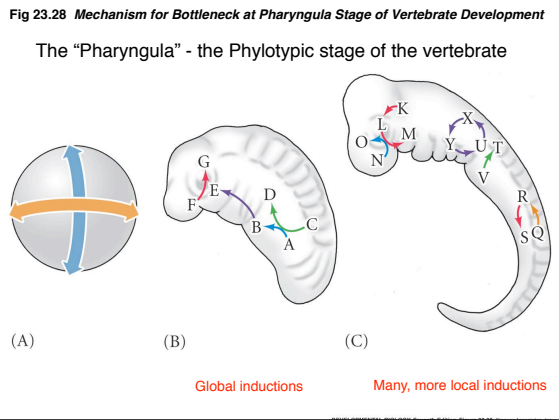 Fig 23.28 Mechanism for Bottleneck at Pharyngula Stage of Vertebrate Development
The “Pharyngula” - the Phylotypic stage of the vertebrate
K
X
L
M
O
Y
U
T
N
V
G
E
D
F
R
B
C
A
S
Q
(A)
(B)
(C)
Global inductions
Many, more local inductions